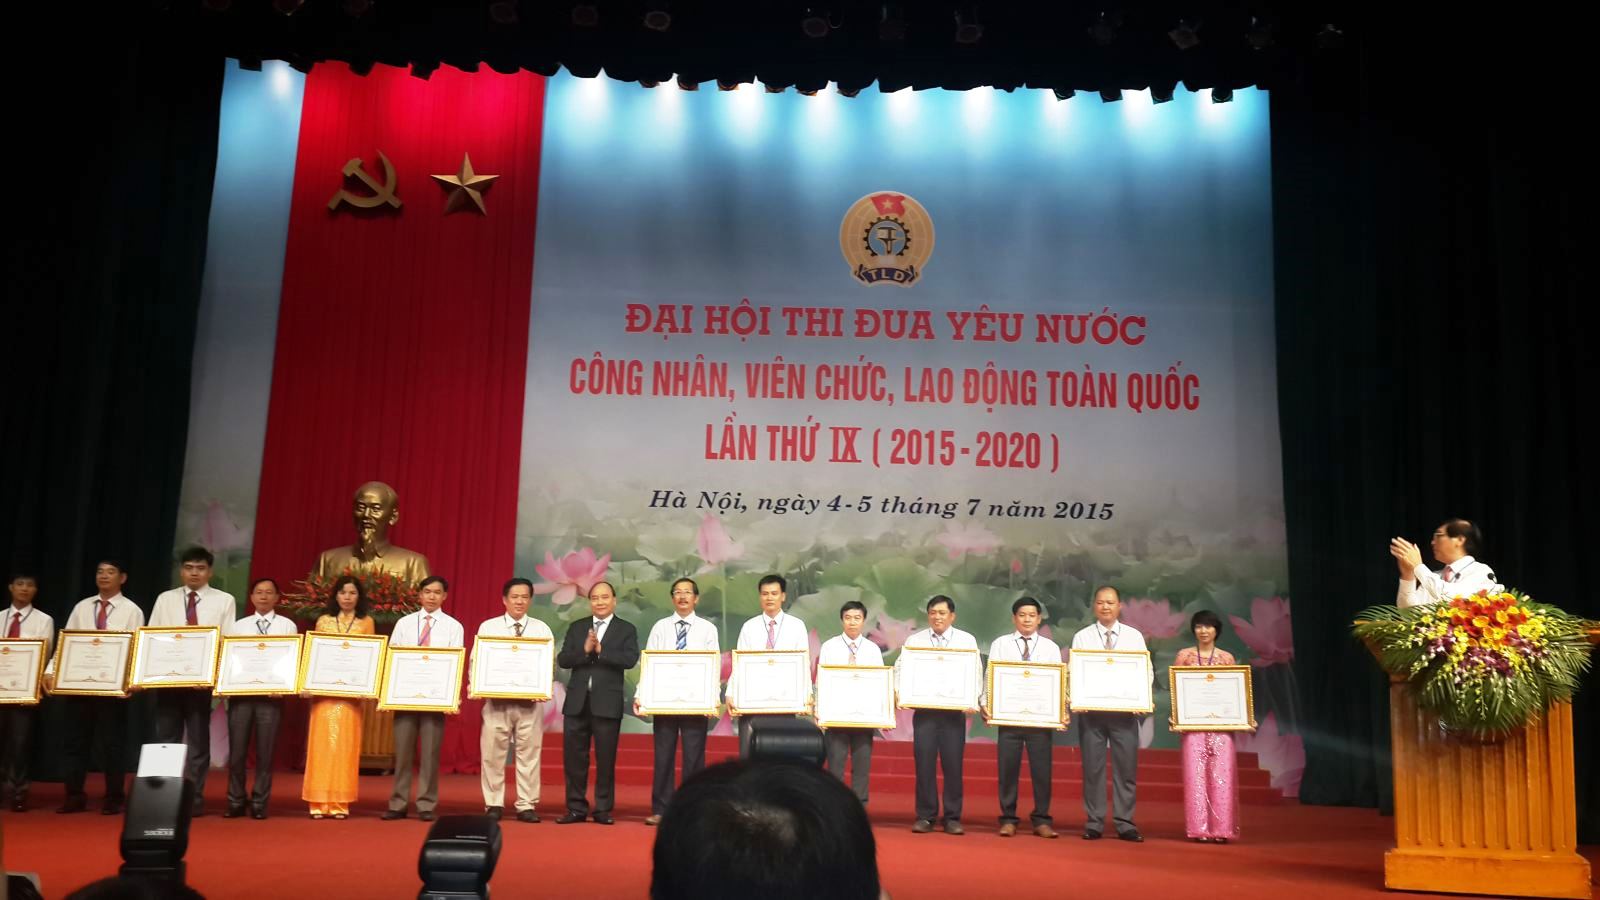 TLD
ĐẠI HỘI THI ĐUA YÊU NƯỚC
CÔNG NHÂN, VIÊN CHỨC, LAO ĐỘNG TOÀN QUỐC
LẦN THỨ IX ( 2015 - 2020 )
Hà Nội, ngày 4 - 5 tháng 7 năm 2015